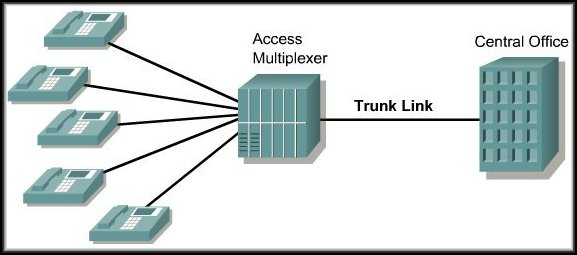 Access
Multiplexer
Central Office
Trunk Link